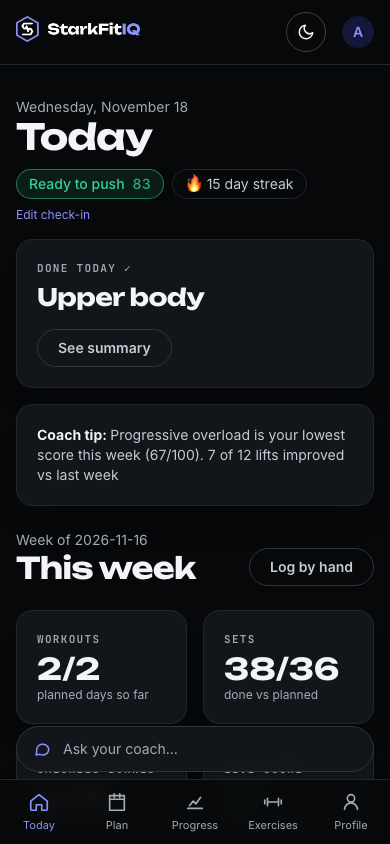 StarkFitIQ
A
Wednesday, November 18
Today
Ready to push 83
🔥 15 day streak
Edit check-in
DONE TODAY ✓
Upper body
See summary
Coach tip: Progressive overload is your lowest
score this week (67/100). 7 of 12 lifts improved
vs last week
Week of 2026-11-16
This week
Log by hand
WORKOUTS
2/2
planned days so far
SETS
38/36
done vs planned
Ask your coach...
Today
Plan
Progress
Exercises
Profile